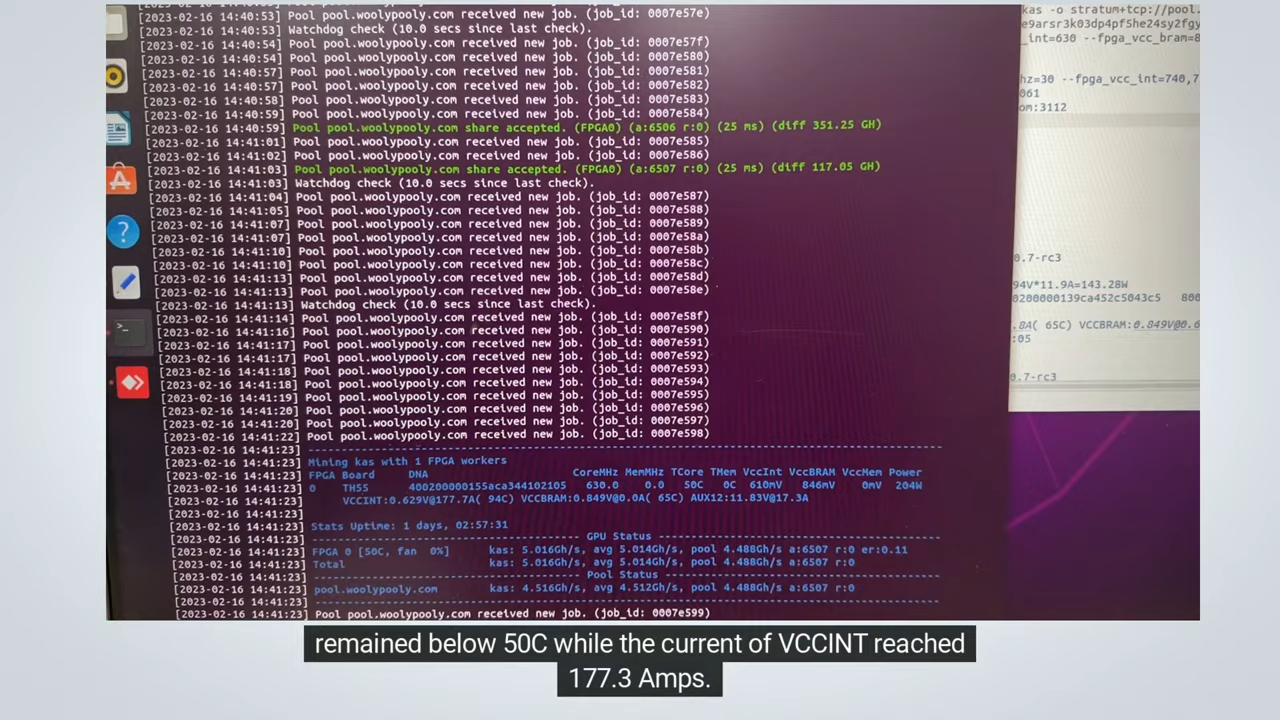 [2023-02-16 14:40:53] Pool pool.woolypooly.com received new job. (job_id: 0007e57e)
[2023-02-16 14:40:53] Watchdog check (10.0 secs since last check).
[2023-02-16 14:40:54] Pool pool.woolypooly.com received new job. (job_id: 0007e57f)
[2023-02-16 14:40:54] Pool pool.woolypooly.com received new job. (job_id: 0007e580)
[2023-02-16 14:40:57] Pool pool.woolypooly.com received new job. (job_id: 0007e581)
[2023-02-16 14:40:57] Pool pool.woolypooly.com received new job. (job_id: 0007e582)
[2023-02-16 14:40:58] Pool pool.woolypooly.com received new job. (job_id: 0007e583)
[2023-02-16 14:40:59] Pool pool.woolypooly.com received new job. (job_id: 0007e584)
[2023-02-16 14:40:59] Pool pool.woolypooly.com share accepted. (FPGA0) (a:6506 r:0) (25 ms) (diff 351.25 GH)
[2023-02-16 14:41:01] Pool pool.woolypooly.com received new job. (job_id: 0007e585)
[2023-02-16 14:41:02] Pool pool.woolypooly.com received new job. (job_id: 0007e586)
[2023-02-16 14:41:03] Pool pool.woolypooly.com share accepted. (FPGA0) (a:6507 r:0) (25 ms) (diff 117.05 GH)
[2023-02-16 14:41:03] Watchdog check (10.0 secs since last check).
[2023-02-16 14:41:04] Pool pool.woolypooly.com received new job. (job_id: 0007e587)
[2023-02-16 14:41:05] Pool pool.woolypooly.com received new job. (job_id: 0007e588)
[2023-02-16 14:41:07] Pool pool.woolypooly.com received new job. (job_id: 0007e589)
[2023-02-16 14:41:07] Pool pool.woolypooly.com received new job. (job_id: 0007e58a)
[2023-02-16 14:41:10] Pool pool.woolypooly.com received new job. (job_id: 0007e58b)
[2023-02-16 14:41:10] Pool pool.woolypooly.com received new job. (job_id: 0007e58c)
[2023-02-16 14:41:13] Pool pool.woolypooly.com received new job. (job_id: 0007e58d)
[2023-02-16 14:41:13] Pool pool.woolypooly.com received new job. (job_id: 0007e58e)
[2023-02-16 14:41:13] Watchdog check (10.0 secs since last check).
[2023-02-16 14:41:14] Pool pool.woolypooly.com received new job. (job_id: 0007e58f)
[2023-02-16 14:41:16] Pool pool.woolypooly.com received new job. (job_id: 0007e590)
[2023-02-16 14:41:17] Pool pool.woolypooly.com received new job. (job_id: 0007e591)
[2023-02-16 14:41:17] Pool pool.woolypooly.com received new job. (job_id: 0007e592)
[2023-02-16 14:41:18] Pool pool.woolypooly.com received new job. (job_id: 0007e593)
[2023-02-16 14:41:18] Pool pool.woolypooly.com received new job. (job_id: 0007e594)
[2023-02-16 14:41:19] Pool pool.woolypooly.com received new job. (job_id: 0007e595)
[2023-02-16 14:41:20] Pool pool.woolypooly.com received new job. (job_id: 0007e596)
[2023-02-16 14:41:20] Pool pool.woolypooly.com received new job. (job_id: 0007e597)
[2023-02-16 14:41:22] Pool pool.woolypooly.com received new job. (job_id: 0007e598)
[2023-02-16 14:41:23] ----------------------------------------
[2023-02-16 14:41:23] Mining kas with 1 FPGA workers
[2023-02-16 14:41:23] FPGA Board DNA CoreMHz MemMHz TCore TMem VccInt VccBRAM VccMem Power
[2023-02-16 14:41:23] 0 TH55 400200000155aca344102105 630.0 0.0 50C 0C 610mV 846mV 0mV 204W
[2023-02-16 14:41:23] VCCINT:0.629V@177.7A( 94C) VCCBRAM:0.849V@0.0A( 65C) AUX12:11.83V@17.3A
[2023-02-16 14:41:23]
[2023-02-16 14:41:23] Stats Uptime: 1 days, 02:57:31
[2023-02-16 14:41:23] ---------------------------------------- GPU Status ----------------------------------------
[2023-02-16 14:41:23] FPGA 0 [50C, fan 0%] kas: 5.016Gh/s, avg 5.014Gh/s, pool 4.488Gh/s a:6507 r:0 er:0.11
[2023-02-16 14:41:23] Total kas: 5.016Gh/s, avg 5.014Gh/s, pool 4.488Gh/s a:6507 r:0
[2023-02-16 14:41:23] ---------------------------------------- Pool Status ----------------------------------------
[2023-02-16 14:41:23] pool.woolypooly.com kas: 4.516Gh/s, avg 4.512Gh/s, pool 4.488Gh/s a:6507 r:0
[2023-02-16 14:41:23] ----------------------------------------
[2023-02-16 14:41:23] Pool pool.woolypooly.com received new job. (job_id: 0007e599)
kas -o stratum+tcp://pool.
e9arsr3k03dp4pf5he24sy2fgy
_int=630 --fpga_vcc_bram=8
hz=30 --fpga_vcc_int=740,7
061
om:3112
0.7-rc3
94V*11.9A=143.28W
0200000139ca452c5043c5 800
.8A( 65C) VCCBRAM:0.849V@0.6
:05
0.7-rc3
remained below 50C while the current of VCCINT reached
177.3 Amps.